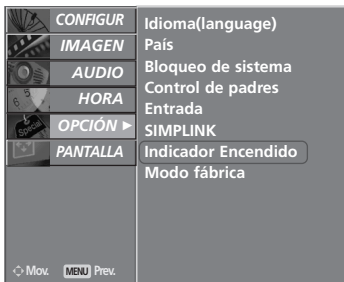 CONFIGUR
IMAGEN
AUDIO
HORA
OPCIÓN
PANTALLA
Idioma(language)
País
Bloqueo de sistema
Control de padres
Entrada
SIMPLINK
Indicador Encendido
Modo fábrica
Mov. MENU Prev.